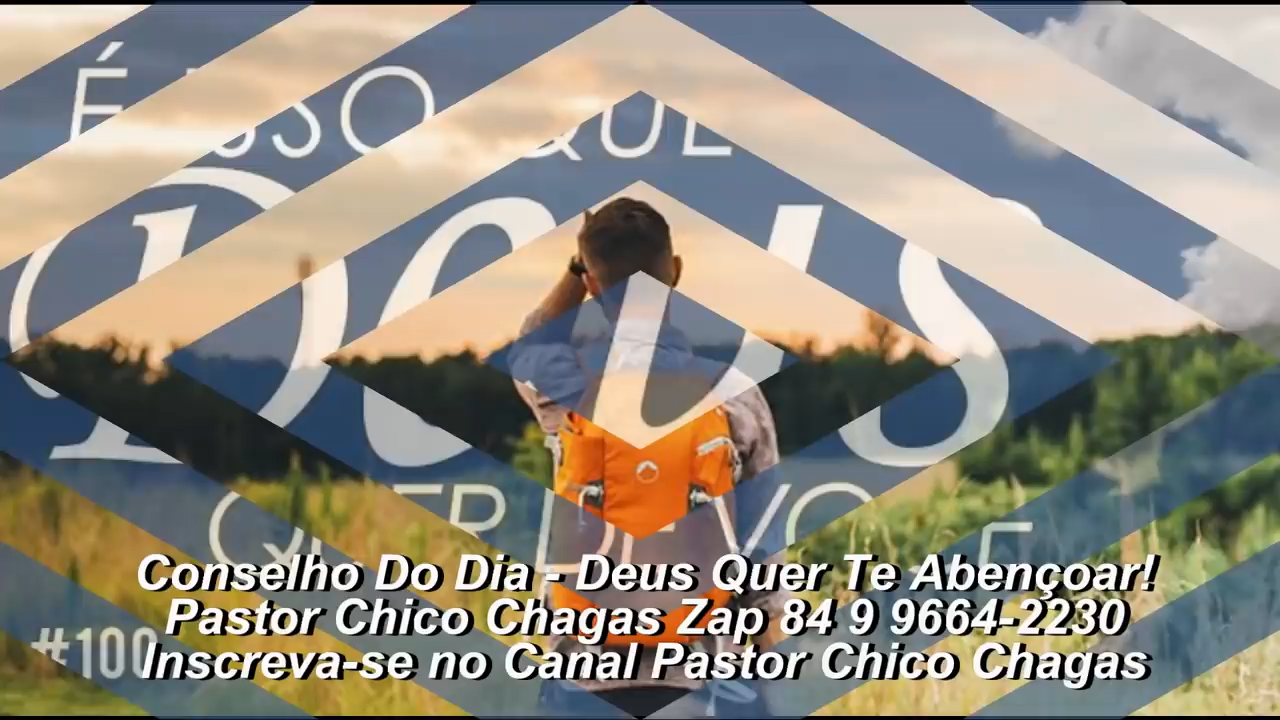 É ISSO QUE
Deus
QUER DE VOCÊ
#100
Conselho Do Dia - Deus Quer Te Abençoar!
Pastor Chico Chagas Zap 84 9 9664-2230
Inscreva-se no Canal Pastor Chico Chagas